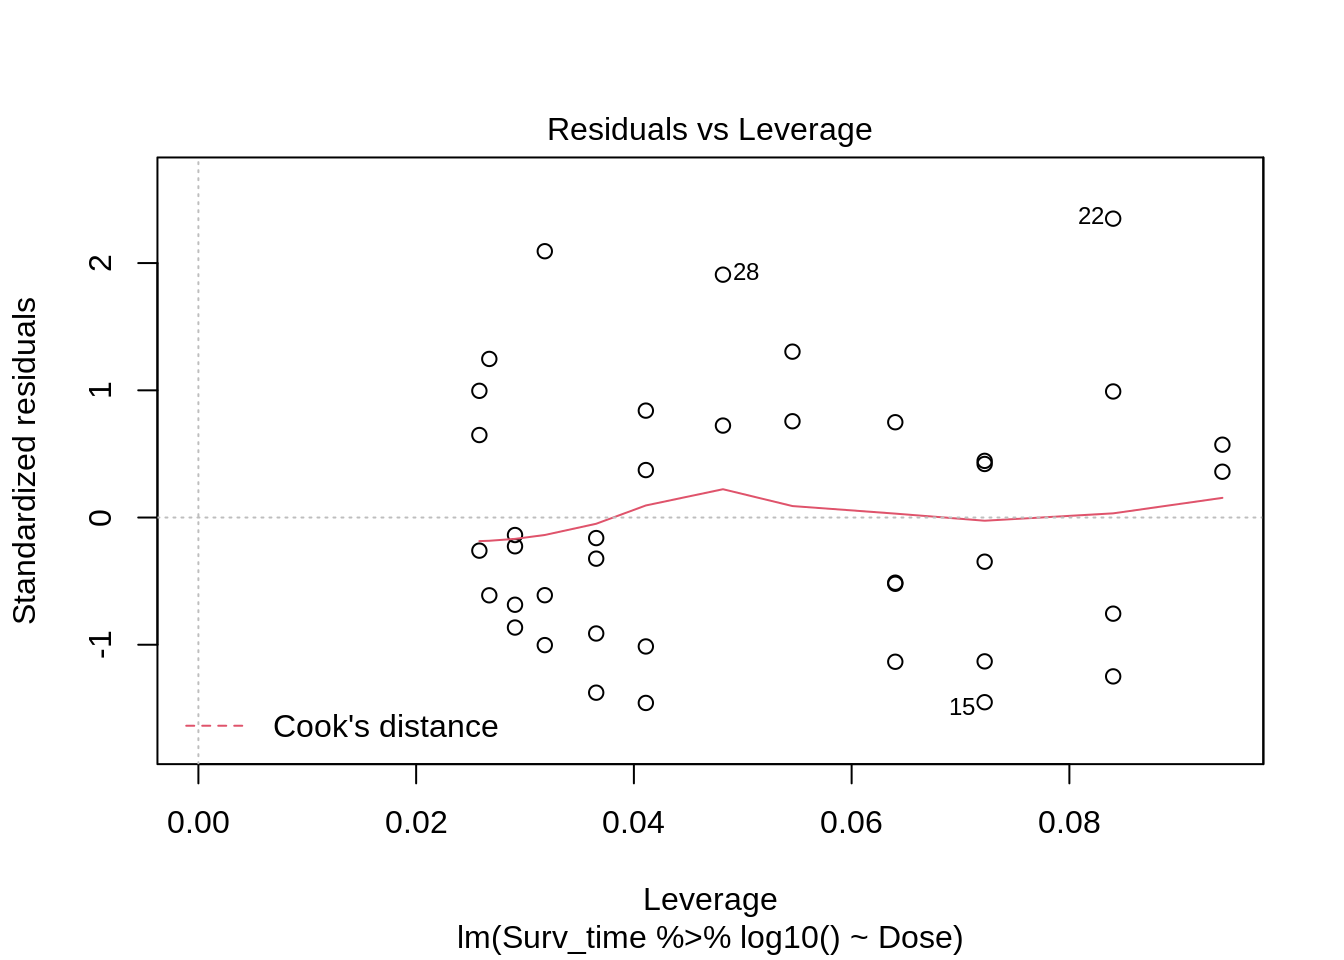 Residuals vs Leverage
22
28
15
2
1
0
-1
Standardized residuals
Cook's distance
0.00 0.02 0.04 0.06 0.08
Leverage
lm(Surv_time %>% log10() ~ Dose)